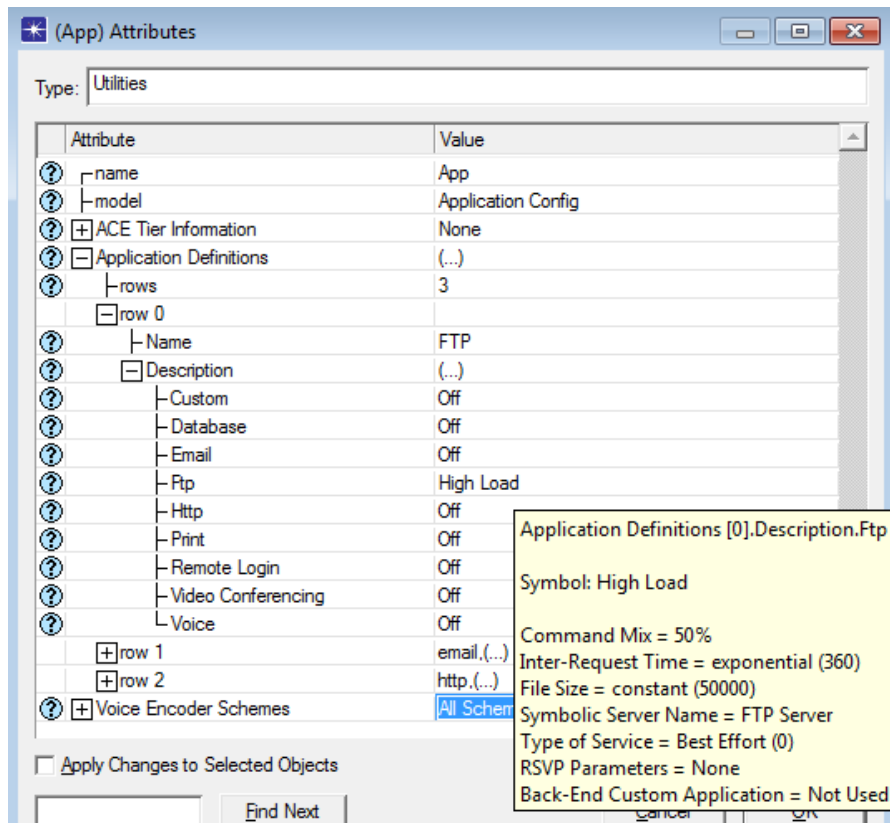 (App) Attributes
Type: Utilities
Attribute Value
name App
model Application Config
ACE Tier Information None
Application Definitions (...)
rows 3
row 0
Name FTP
Description (...)
Custom Off
Database Off
Email Off
Ftp High Load
Http Off
Print Off
Remote Login Off
Video Conferencing Off
Voice Off
row 1 email,(...)
row 2 http,(...)
Voice Encoder Schemes All Schem
Application Definitions [0].Description.Ftp
Symbol: High Load
Command Mix = 50%
Inter-Request Time = exponential (360)
File Size = constant (50000)
Symbolic Server Name = FTP Server
Type of Service = Best Effort (0)
RSVP Parameters = None
Back-End Custom Application = Not Used
Apply Changes to Selected Objects
Find Next
Cancel OK